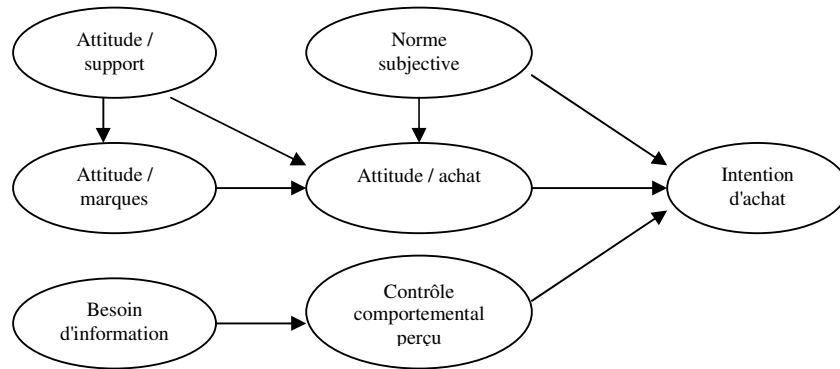 Attitude /
support
Norme
subjective
Attitude /
marques
Attitude / achat
Intention
d'achat
Besoin
d'information
Contrôle
comportemental
perçu